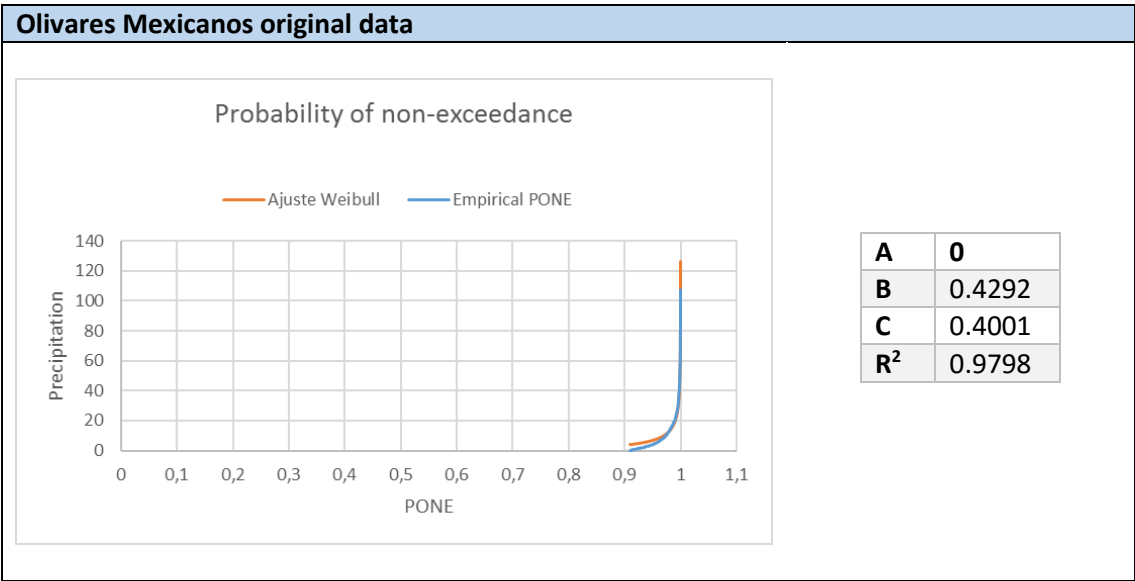 Olivares Mexicanos original data
Probability of non-exceedance
Ajuste Weibull Empirical PONE
140
120
100
80
60
40
20
0
Precipitation
0 0,1 0,2 0,3 0,4 0,5 0,6 0,7 0,8 0,9 1 1,1
PONE
A 0
B 0.4292
C 0.4001
R² 0.9798